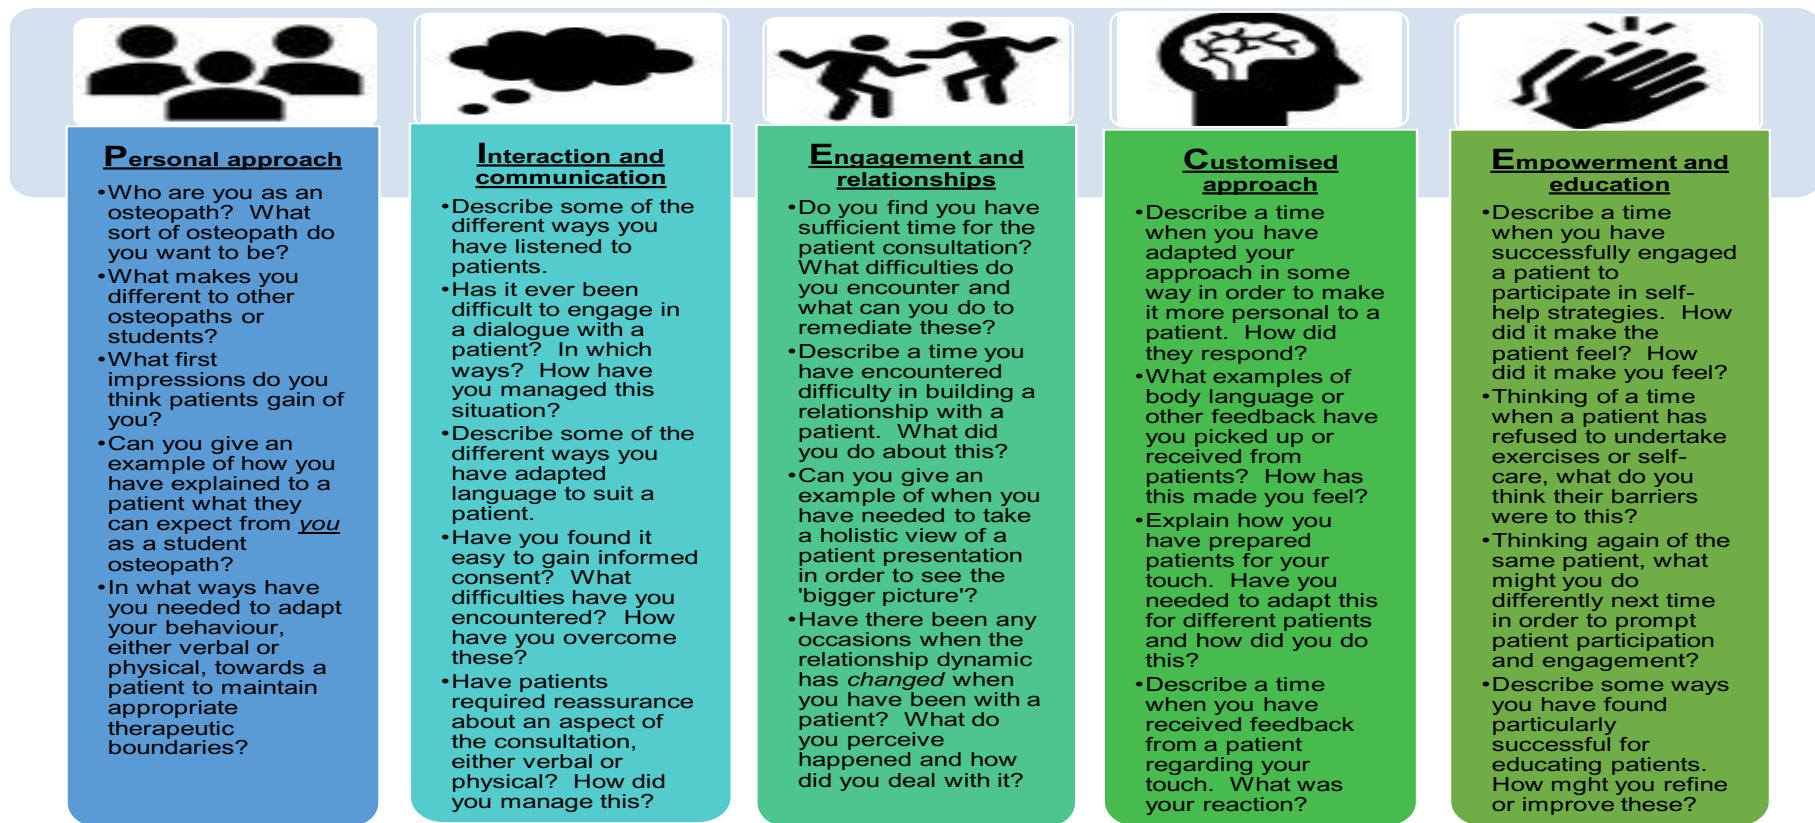 Personal approach
•Who are you as an
osteopath?  What
sort of osteopath do
you want to be?
•What makes you
different to other
osteopaths or
students?
•What first
impressions do you
think patients gain of
you?
•Can you give an
example of how you
have explained to a
patient what they
can expect from you
as a student
osteopath?
•In what ways have
you needed to adapt
your behaviour,
either verbal or
physical, towards a
patient to maintain
appropriate
therapeutic
boundaries?
Interaction and
communication
•Describe some of the
different ways you
have listened to
patients.
•Has it ever been
difficult to engage in
a dialogue with a
patient?  In which
ways?  How have
you managed this
situation?
•Describe some of the
different ways you
have adapted
language to suit a
patient.
•Have you found it
easy to gain informed
consent?  What
difficulties have you
encountered?  How
have you overcome
these?
•Have patients
required reassurance
about an aspect of
the consultation,
either verbal or
physical?  How did
you manage this?
Engagement and
relationships
•Do you find you have
sufficient time for the
patient consultation?
What difficulties do
you encounter and
what can you do to
remediate these?
•Describe a time you
have encountered
difficulty in building a
relationship with a
patient.  What did
you do about this?
•Can you give an
example of when you
have needed to take
a holistic view of a
patient presentation
in order to see the
'bigger picture'?
•Have there been any
occasions when the
relationship dynamic
has changed when
you have been with a
patient?  What do
you perceive
happened and how
did you deal with it?
Customised
approach
•Describe a time
when you have
adapted your
approach in some
way in order to make
it more personal to a
patient.  How did
they respond?
•What examples of
body language or
other feedback have
you picked up or
received from
patients?  How has
this made you feel?
•Explain how you
have prepared
patients for your
touch.  Have you
needed to adapt this
for different patients
and how did you do
this?
•Describe a time
when you have
received feedback
from a patient
regarding your
touch.  What was
your reaction?
Empowerment and
education
•Describe a time
when you have
successfully engaged
a patient to
participate in self-
help strategies.  How
did it make the
patient feel?  How
did it make you feel?
•Thinking of a time
when a patient has
refused to undertake
exercises or self-
care, what do you
think their barriers
were to this?
•Thinking again of the
same patient, what
might you do
differently next time
in order to prompt
patient participation
and engagement?
•Describe some ways
you have found
particularly
successful for
educating patients.
How mght you refine
or improve these?